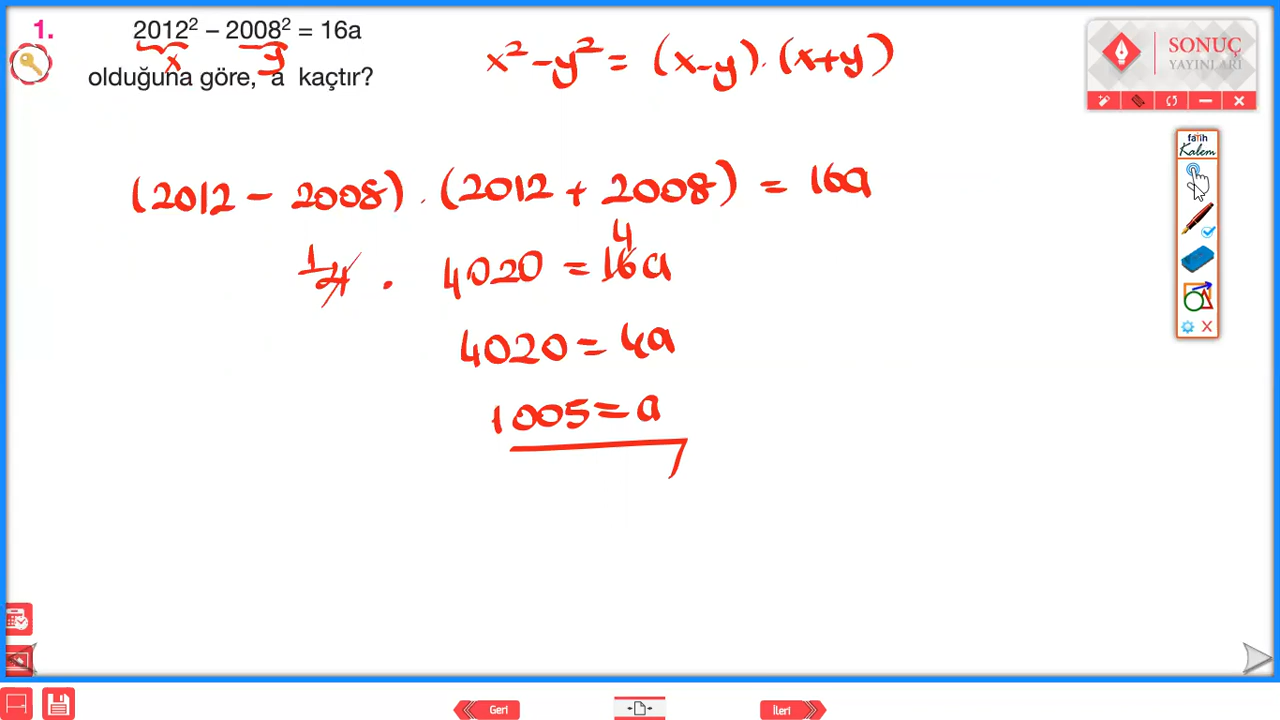 1. 2012² – 2008² = 16a
x y
olduğuna göre, a kaçtır?
x² - y² = (x-y) . (x+y)
SONUÇ
YAYINLARI
fatih
Kalem
(2012 - 2008) . (2012 + 2008) = 16a
1 4
4 . 4020 = 16a
4020 = 4a
1005 = a
Geri
İleri